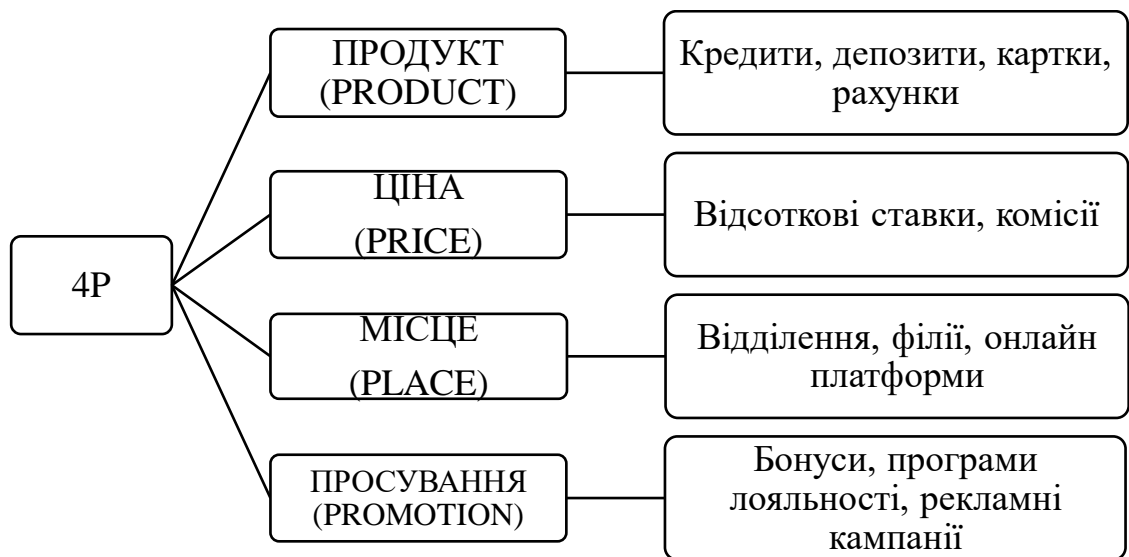 4P
ПРОДУКТ
(PRODUCT)
Кредити, депозити, картки,
рахунки
ЦІНА
(PRICE)
Відсоткові ставки, комісії
МІСЦЕ
(PLACE)
Відділення, філії, онлайн
платформи
ПРОСУВАННЯ
(PROMOTION)
Бонуси, програми
лояльності, рекламні
кампанії